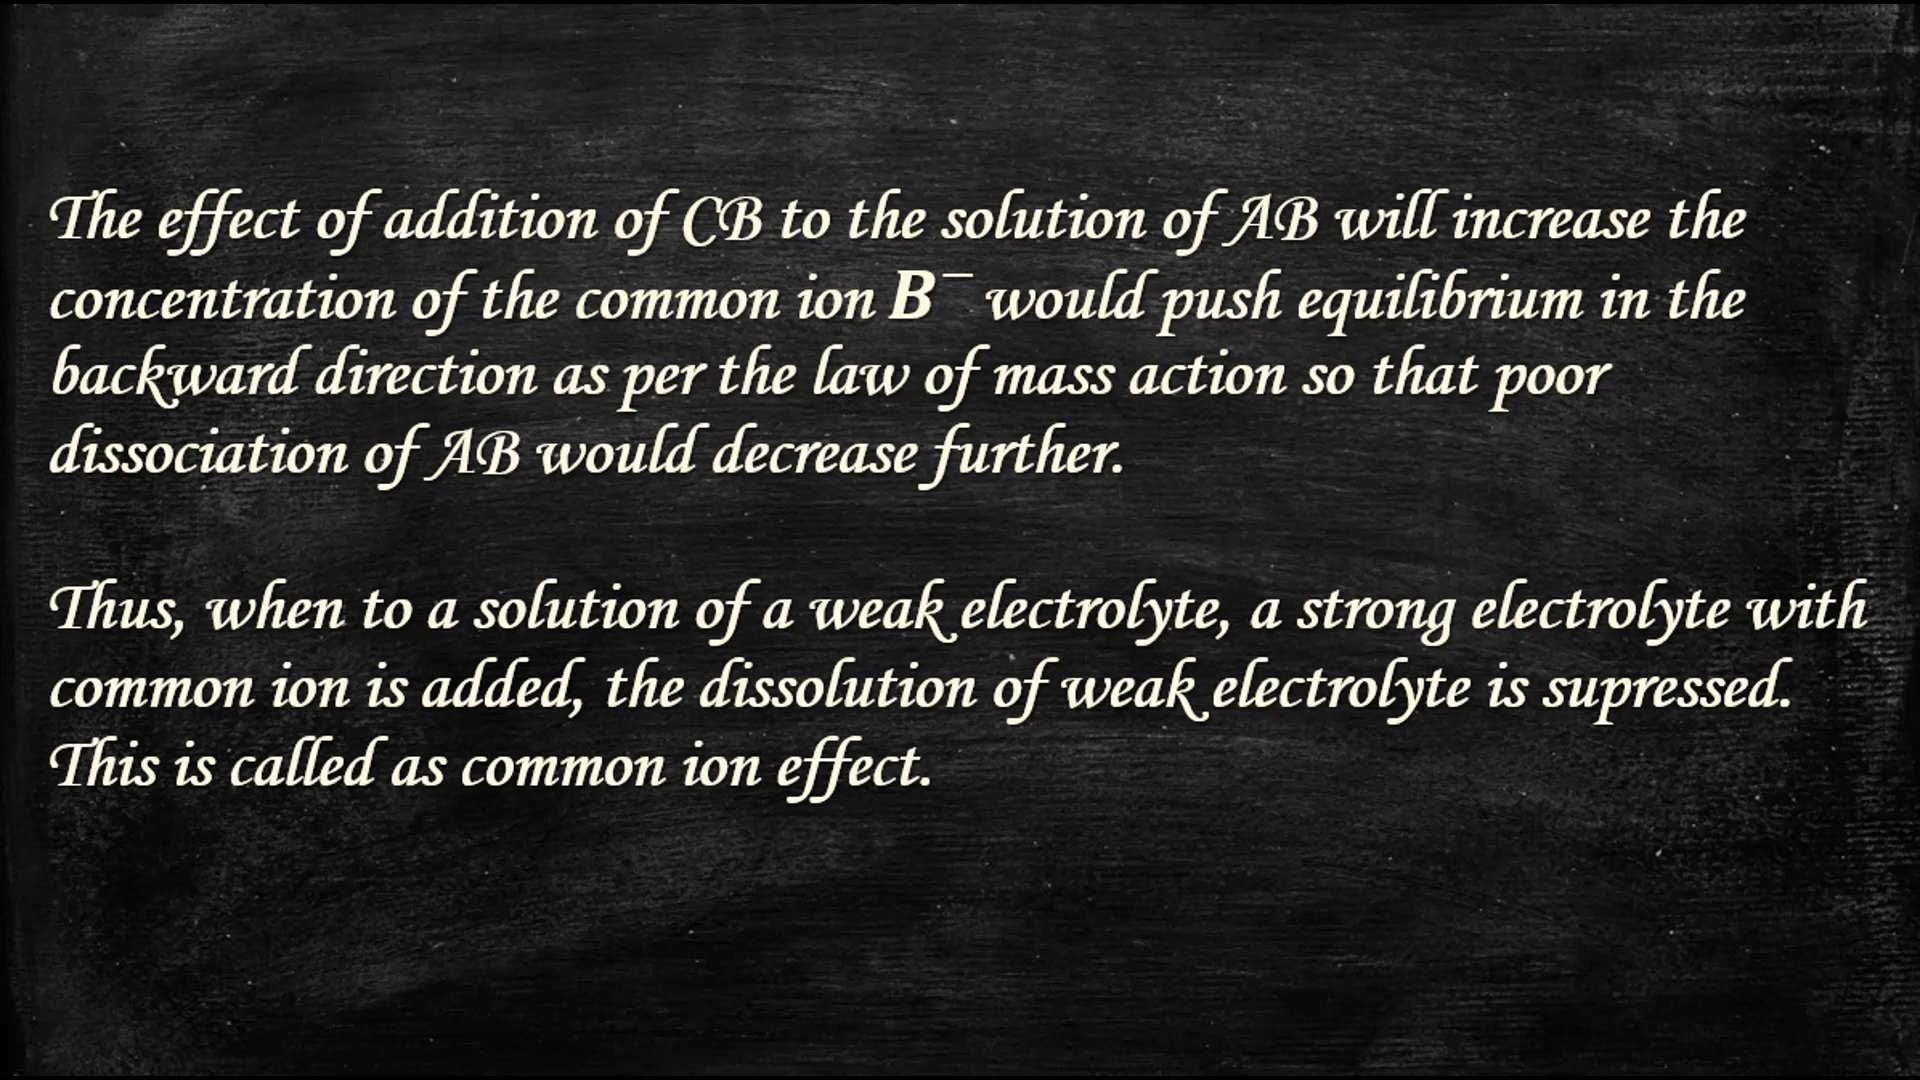 The effect of addition of CB to the solution of AB will increase the
concentration of the common ion B⁻ would push equilibrium in the
backward direction as per the law of mass action so that poor
dissociation of AB would decrease further.
Thus, when to a solution of a weak electrolyte, a strong electrolyte with
common ion is added, the dissolution of weak electrolyte is supressed.
This is called as common ion effect.